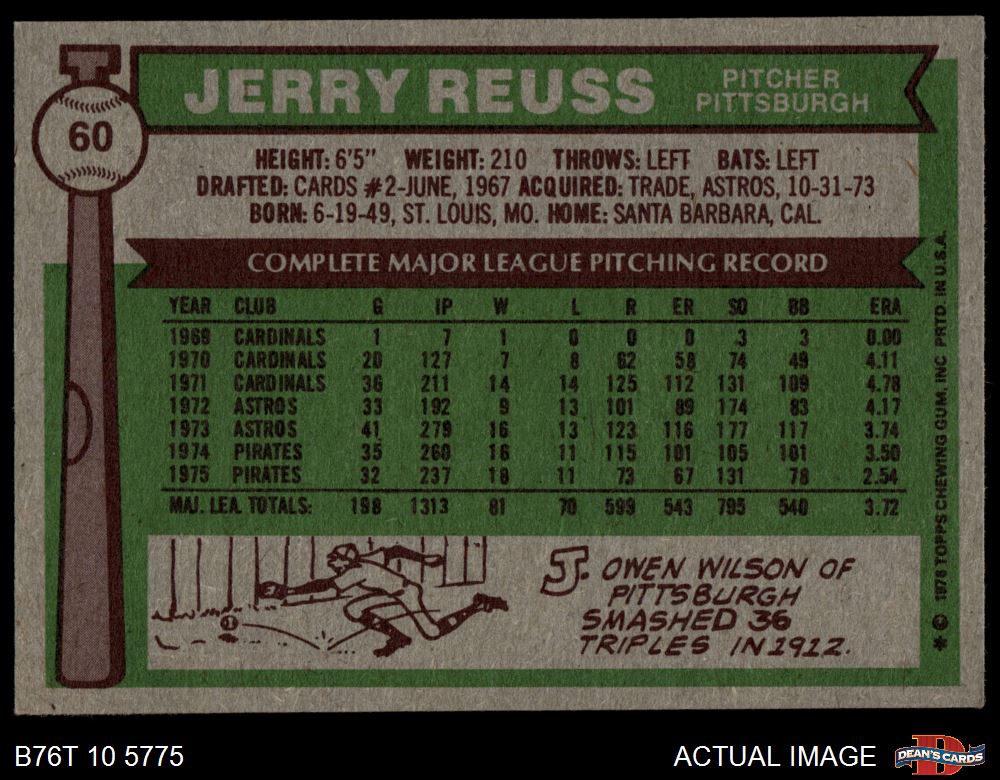 60
JERRY REUSS
PITCHER
PITTSBURGH
HEIGHT: 6'5" WEIGHT: 210 THROWS: LEFT BATS: LEFT
DRAFTED: CARDS #2-JUNE, 1967 ACQUIRED: TRADE, ASTROS, 10-31-73
BORN: 6-19-49, ST. LOUIS, MO. HOME: SANTA BARBARA, CAL.
COMPLETE MAJOR LEAGUE PITCHING RECORD
YEAR CLUB G IP W L R ER SO BB ERA
1969 CARDINALS 1 7 1 0 0 0 3 3 0.00
1970 CARDINALS 20 127 7 8 62 58 74 49 4.11
1971 CARDINALS 36 211 14 14 125 112 131 109 4.78
1972 ASTROS 33 192 9 13 101 89 174 83 4.17
1973 ASTROS 41 279 16 13 123 116 177 117 3.74
1974 PIRATES 35 260 16 11 115 101 105 101 3.50
1975 PIRATES 32 237 18 11 73 67 131 78 2.54
MAJ. LEA. TOTALS: 198 1313 81 70 599 543 795 540 3.72
J. OWEN WILSON OF
PITTSBURGH
SMASHED 36
TRIPLES IN 1912.
* © 1976 TOPPS CHEWING GUM, INC PRTD. IN U.S.A.
B76T 10 5775
ACTUAL IMAGE
DEAN'S CARDS